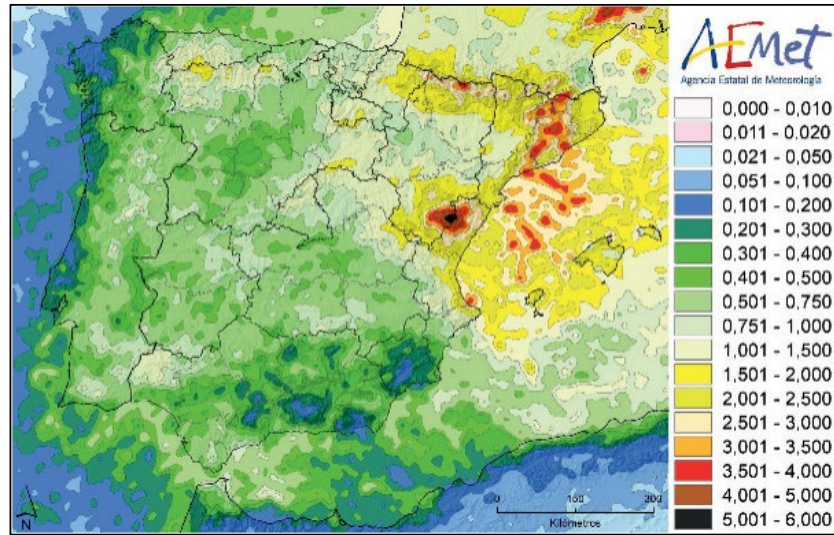 AEMet
Agencia Estatal de Meteorología
0,000 - 0,010
0,011 - 0,020
0,021 - 0,050
0,051 - 0,100
0,101 - 0,200
0,201 - 0,300
0,301 - 0,400
0,401 - 0,500
0,501 - 0,750
0,751 - 1,000
1,001 - 1,500
1,501 - 2,000
2,001 - 2,500
2,501 - 3,000
3,001 - 3,500
3,501 - 4,000
4,001 - 5,000
5,001 - 6,000
N
0 150 300
Kilómetros